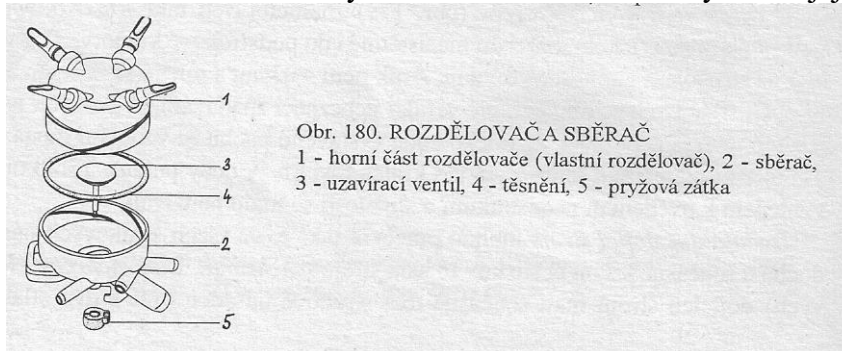 1
3
4
2
5
Obr. 180. ROZDĚLOVAČ A SBĚRAČ
1 - horní část rozdělovače (vlastní rozdělovač), 2 - sběrač,
3 - uzavírací ventil, 4 - těsnění, 5 - pryžová zátka